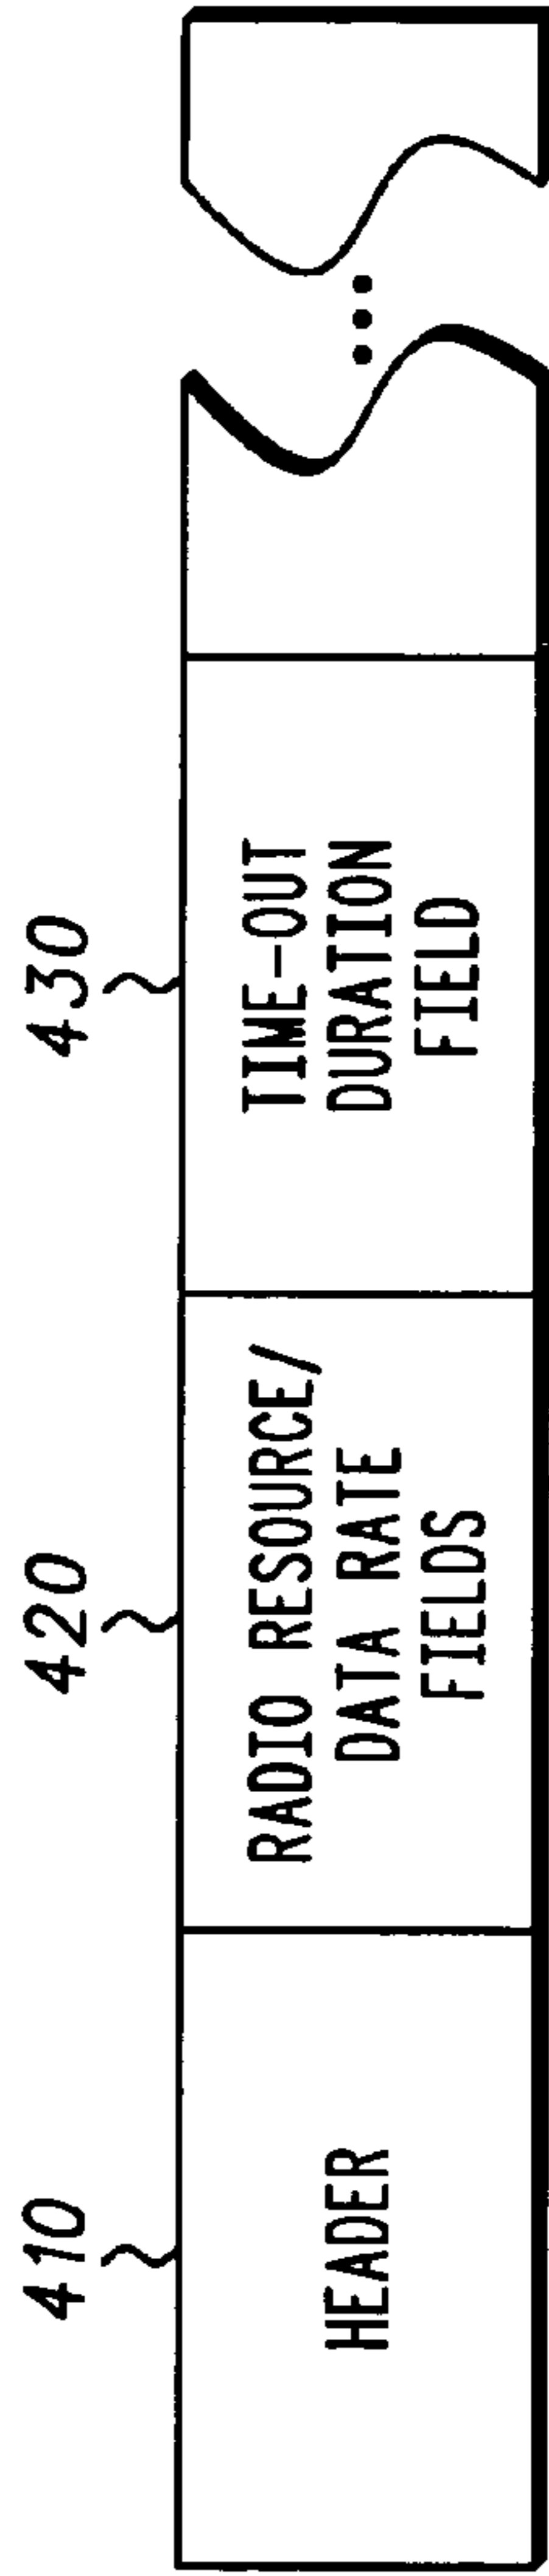 410
420
430
HEADER
RADIO RESOURCE/
DATA RATE
FIELDS
TIME-OUT
DURATION
FIELD